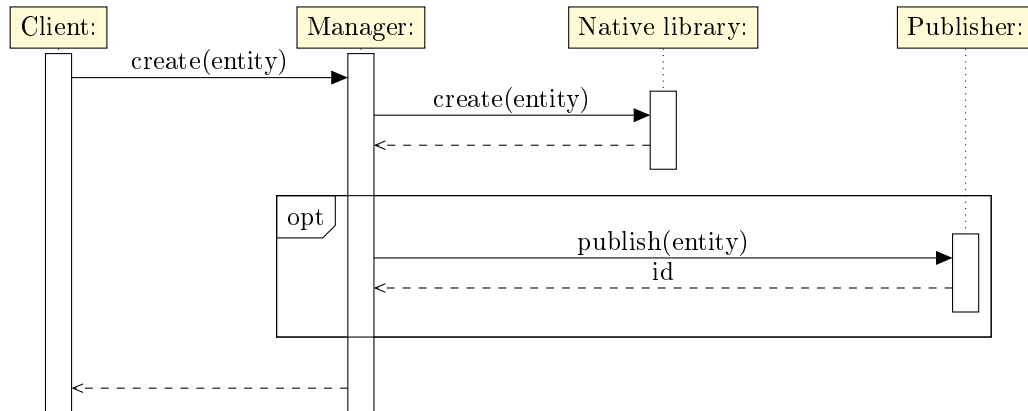 Client:
Manager:
Native library:
Publisher:
create(entity)
create(entity)
opt
publish(entity)
id